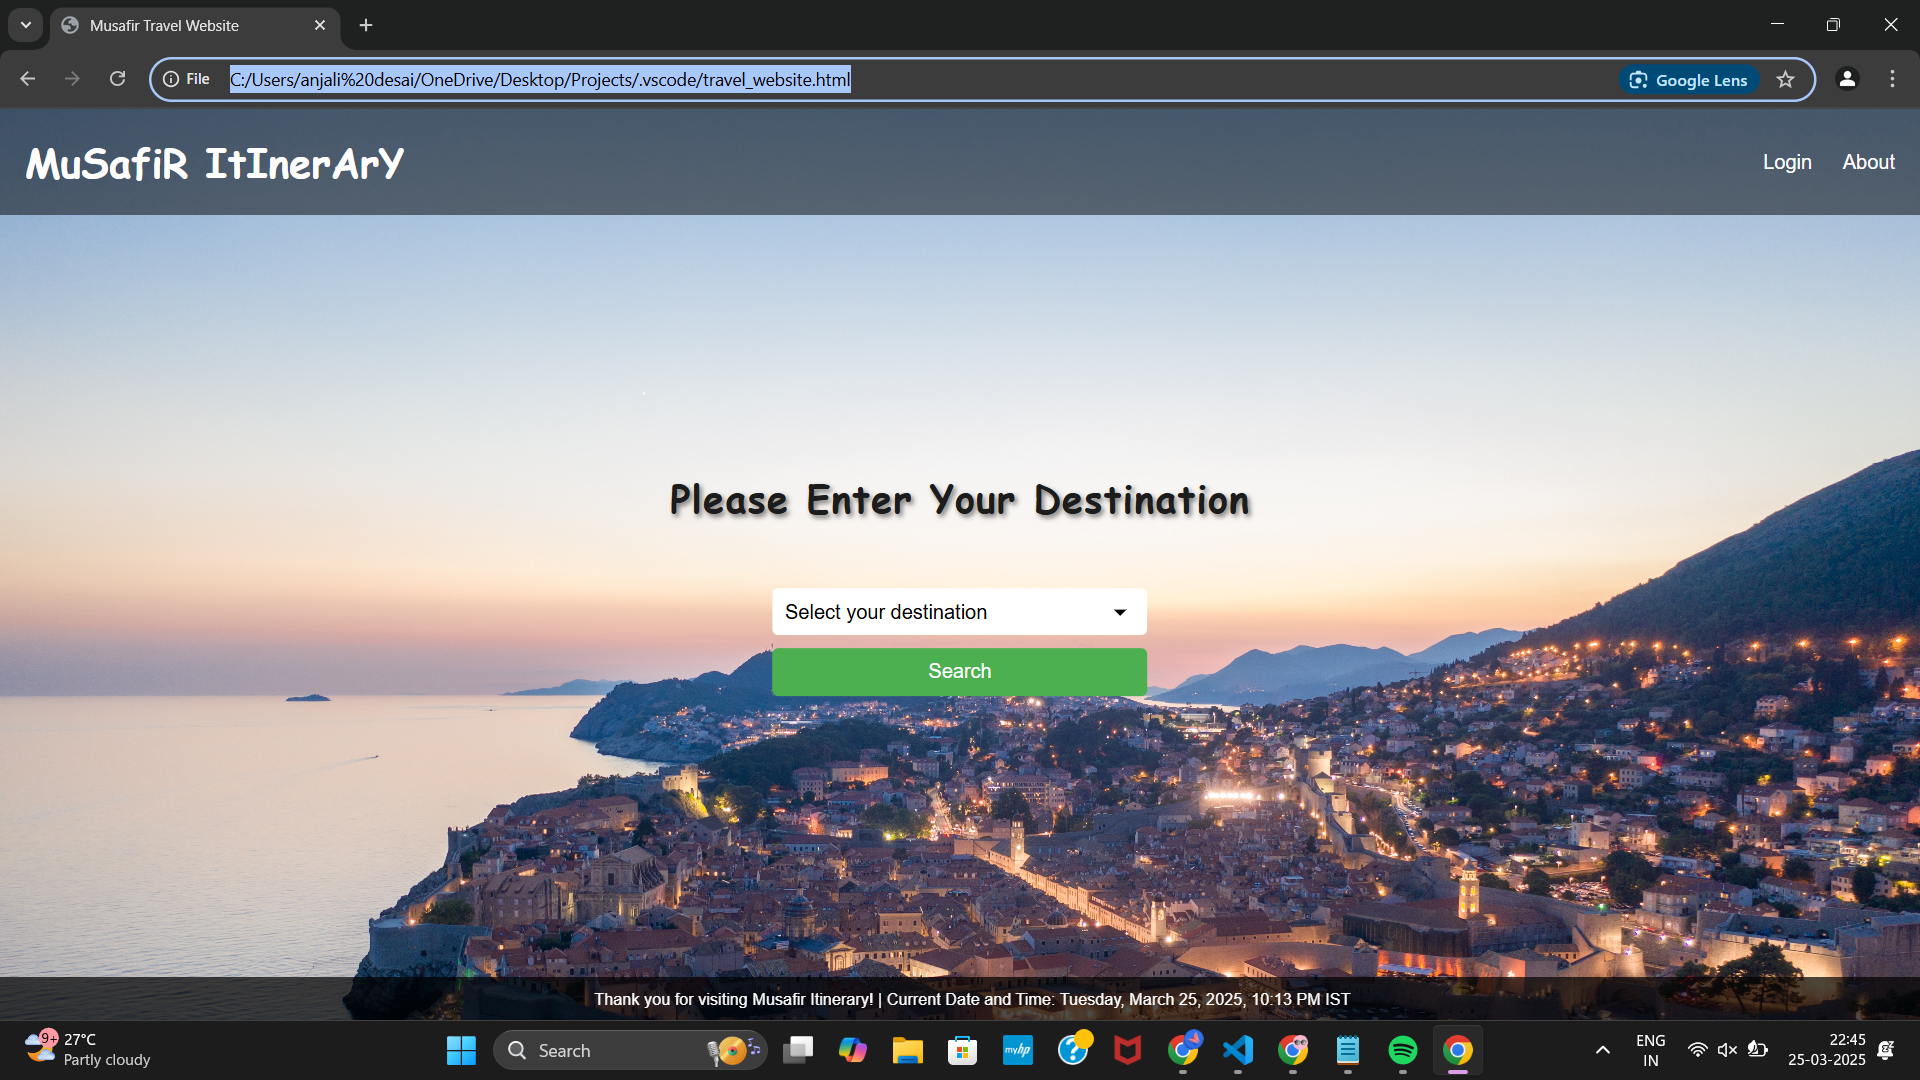 Musafir Travel Website
File
C:/Users/anjali%20desai/OneDrive/Desktop/Projects/.vscode/travel_website.html
Google Lens
MuSafiR ItInerArY
Login
About
Please Enter Your Destination
Select your destination
Search
Thank you for visiting Musafir Itinerary! | Current Date and Time: Tuesday, March 25, 2025, 10:13 PM IST
9+
27°C
Partly cloudy
Search
myhp
ENG
IN
22:45
25-03-2025